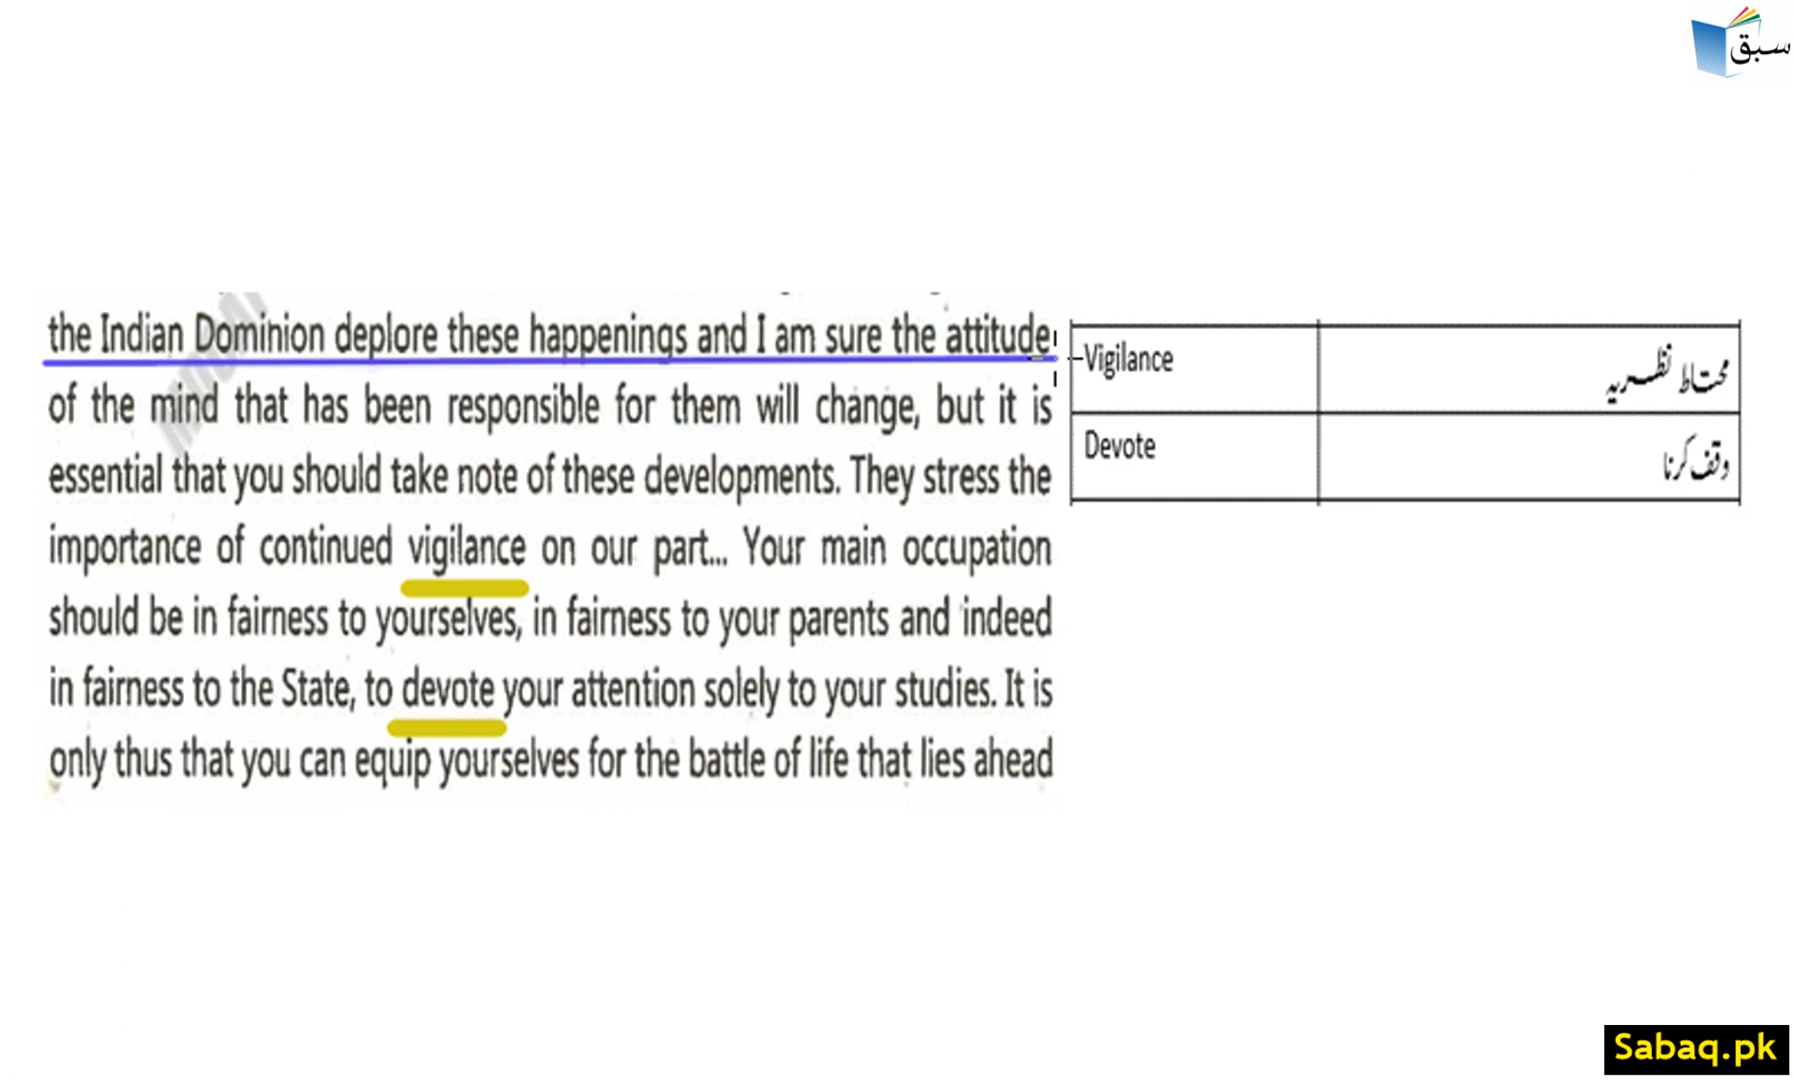 سبق
the Indian Dominion deplore these happenings and I am sure the attitude
of the mind that has been responsible for them will change, but it is
essential that you should take note of these developments. They stress the
importance of continued vigilance on our part... Your main occupation
should be in fairness to yourselves, in fairness to your parents and indeed
in fairness to the State, to devote your attention solely to your studies. It is
only thus that you can equip yourselves for the battle of life that lies ahead
Vigilance محتاط نظریہ
Devote وقف کرنا
Sabaq.pk